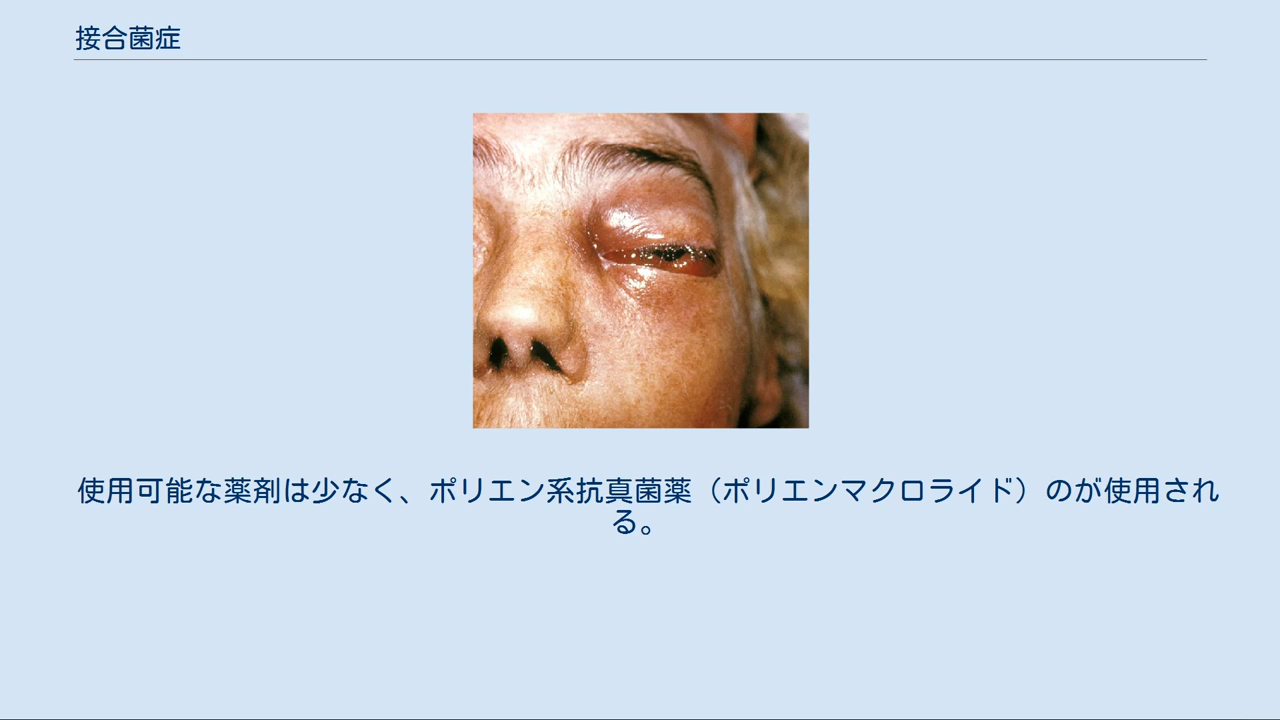 接合菌症
使用可能な薬剤は少なく、ポリエン系抗真菌薬（ポリエンマクロライド）のが使用され
る。